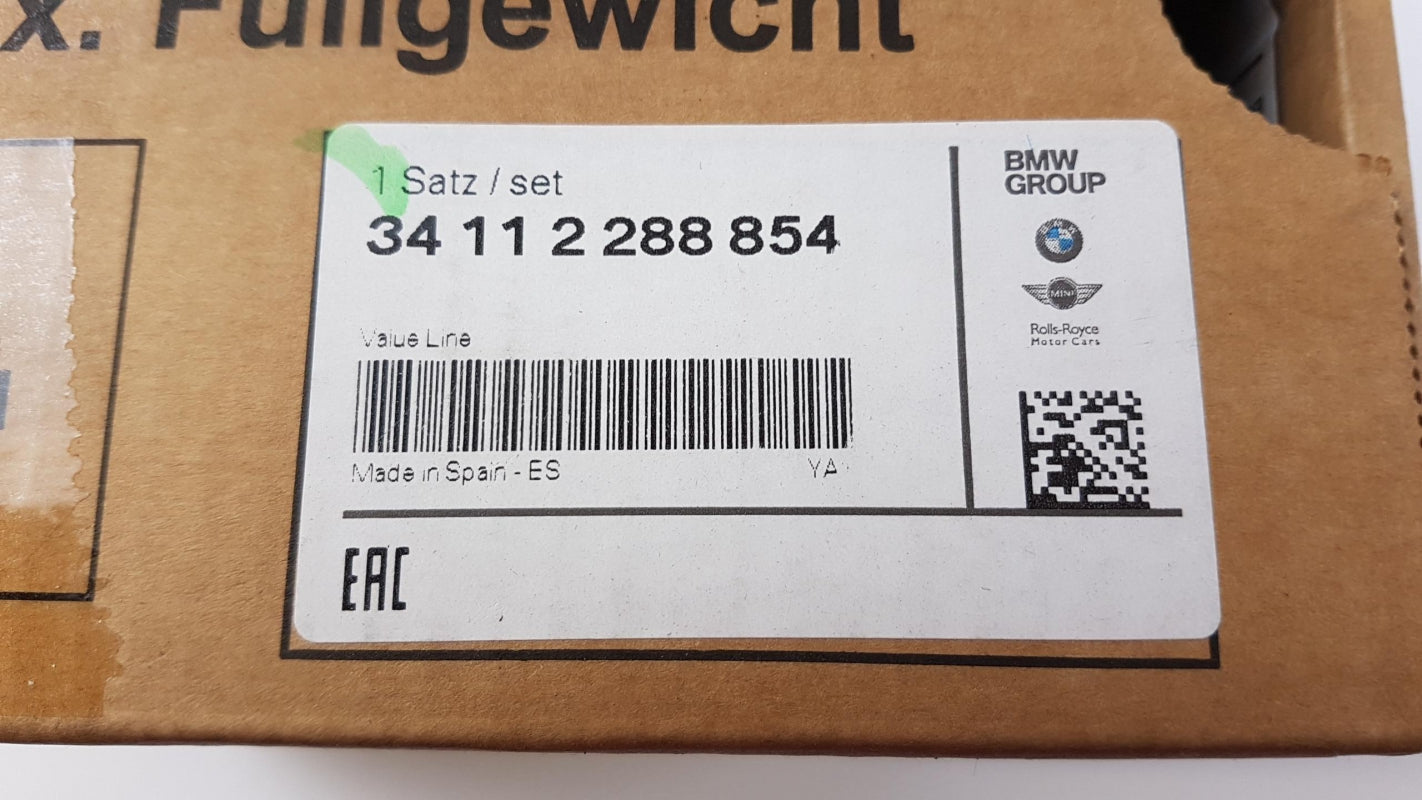 x. Füllgewicht
1 Satz / set
34 11 2 288 854
Value Line
Made in Spain - ES
YA
EAC
BMW
GROUP
BMW
MINI
Rolls-Royce
Motor Cars